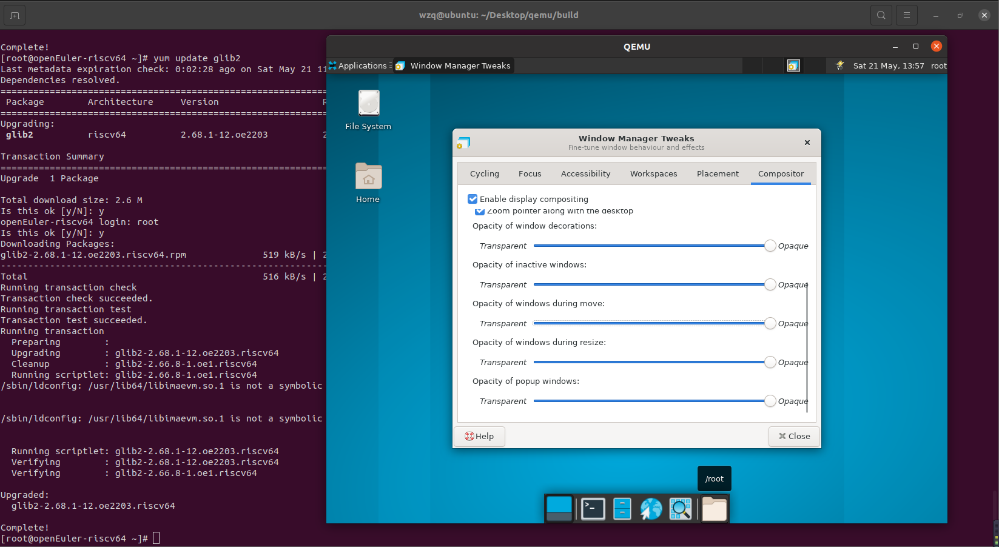 wzq@ubuntu: ~/Desktop/qemu/build
Complete!
[root@openEuler-riscv64 ~]# yum update glib2
Last metadata expiration check: 0:02:28 ago on Sat May 21 11
Dependencies resolved.
================================================================
Package Architecture Version R
================================================================
Upgrading:
glib2 riscv64 2.68.1-12.oe2203 2
Transaction Summary
================================================================
Upgrade 1 Package
Total download size: 2.6 M
Is this ok [y/N]: y
openEuler-riscv64 login: root
Is this ok [y/N]: y
Downloading Packages:
glib2-2.68.1-12.oe2203.riscv64.rpm 519 kB/s | 2
----------------------------------------------------------------
Total 516 kB/s | 2
Running transaction check
Transaction check succeeded.
Running transaction test
Transaction test succeeded.
Running transaction
Preparing :
Upgrading : glib2-2.68.1-12.oe2203.riscv64
Cleanup : glib2-2.66.8-1.oe1.riscv64
Running scriptlet: glib2-2.66.8-1.oe1.riscv64
/sbin/ldconfig: /usr/lib64/libimaevm.so.1 is not a symbolic
/sbin/ldconfig: /usr/lib64/libimaevm.so.1 is not a symbolic
Running scriptlet: glib2-2.68.1-12.oe2203.riscv64
Verifying : glib2-2.68.1-12.oe2203.riscv64
Verifying : glib2-2.66.8-1.oe1.riscv64
Upgraded:
glib2-2.68.1-12.oe2203.riscv64
Complete!
[root@openEuler-riscv64 ~]#
QEMU
Applications Window Manager Tweaks Sat 21 May, 13:57 root
File System
Home
Window Manager Tweaks
Fine-tune window behaviour and effects
Cycling Focus Accessibility Workspaces Placement Compositor
Enable display compositing
Zoom pointer along with the desktop
Opacity of window decorations:
Transparent Opaque
Opacity of inactive windows:
Transparent Opaque
Opacity of windows during move:
Transparent Opaque
Opacity of windows during resize:
Transparent Opaque
Opacity of popup windows:
Transparent Opaque
Help Close
/root